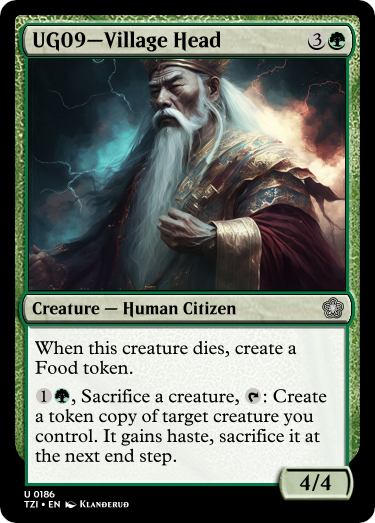 UG09—Village Head 3
Creature — Human Citizen
When this creature dies, create a
Food token.
1, Sacrifice a creature, : Create
a token copy of target creature you
control. It gains haste, sacrifice it at
the next end step.
4/4
U 0186
TZI • EN Klanderud